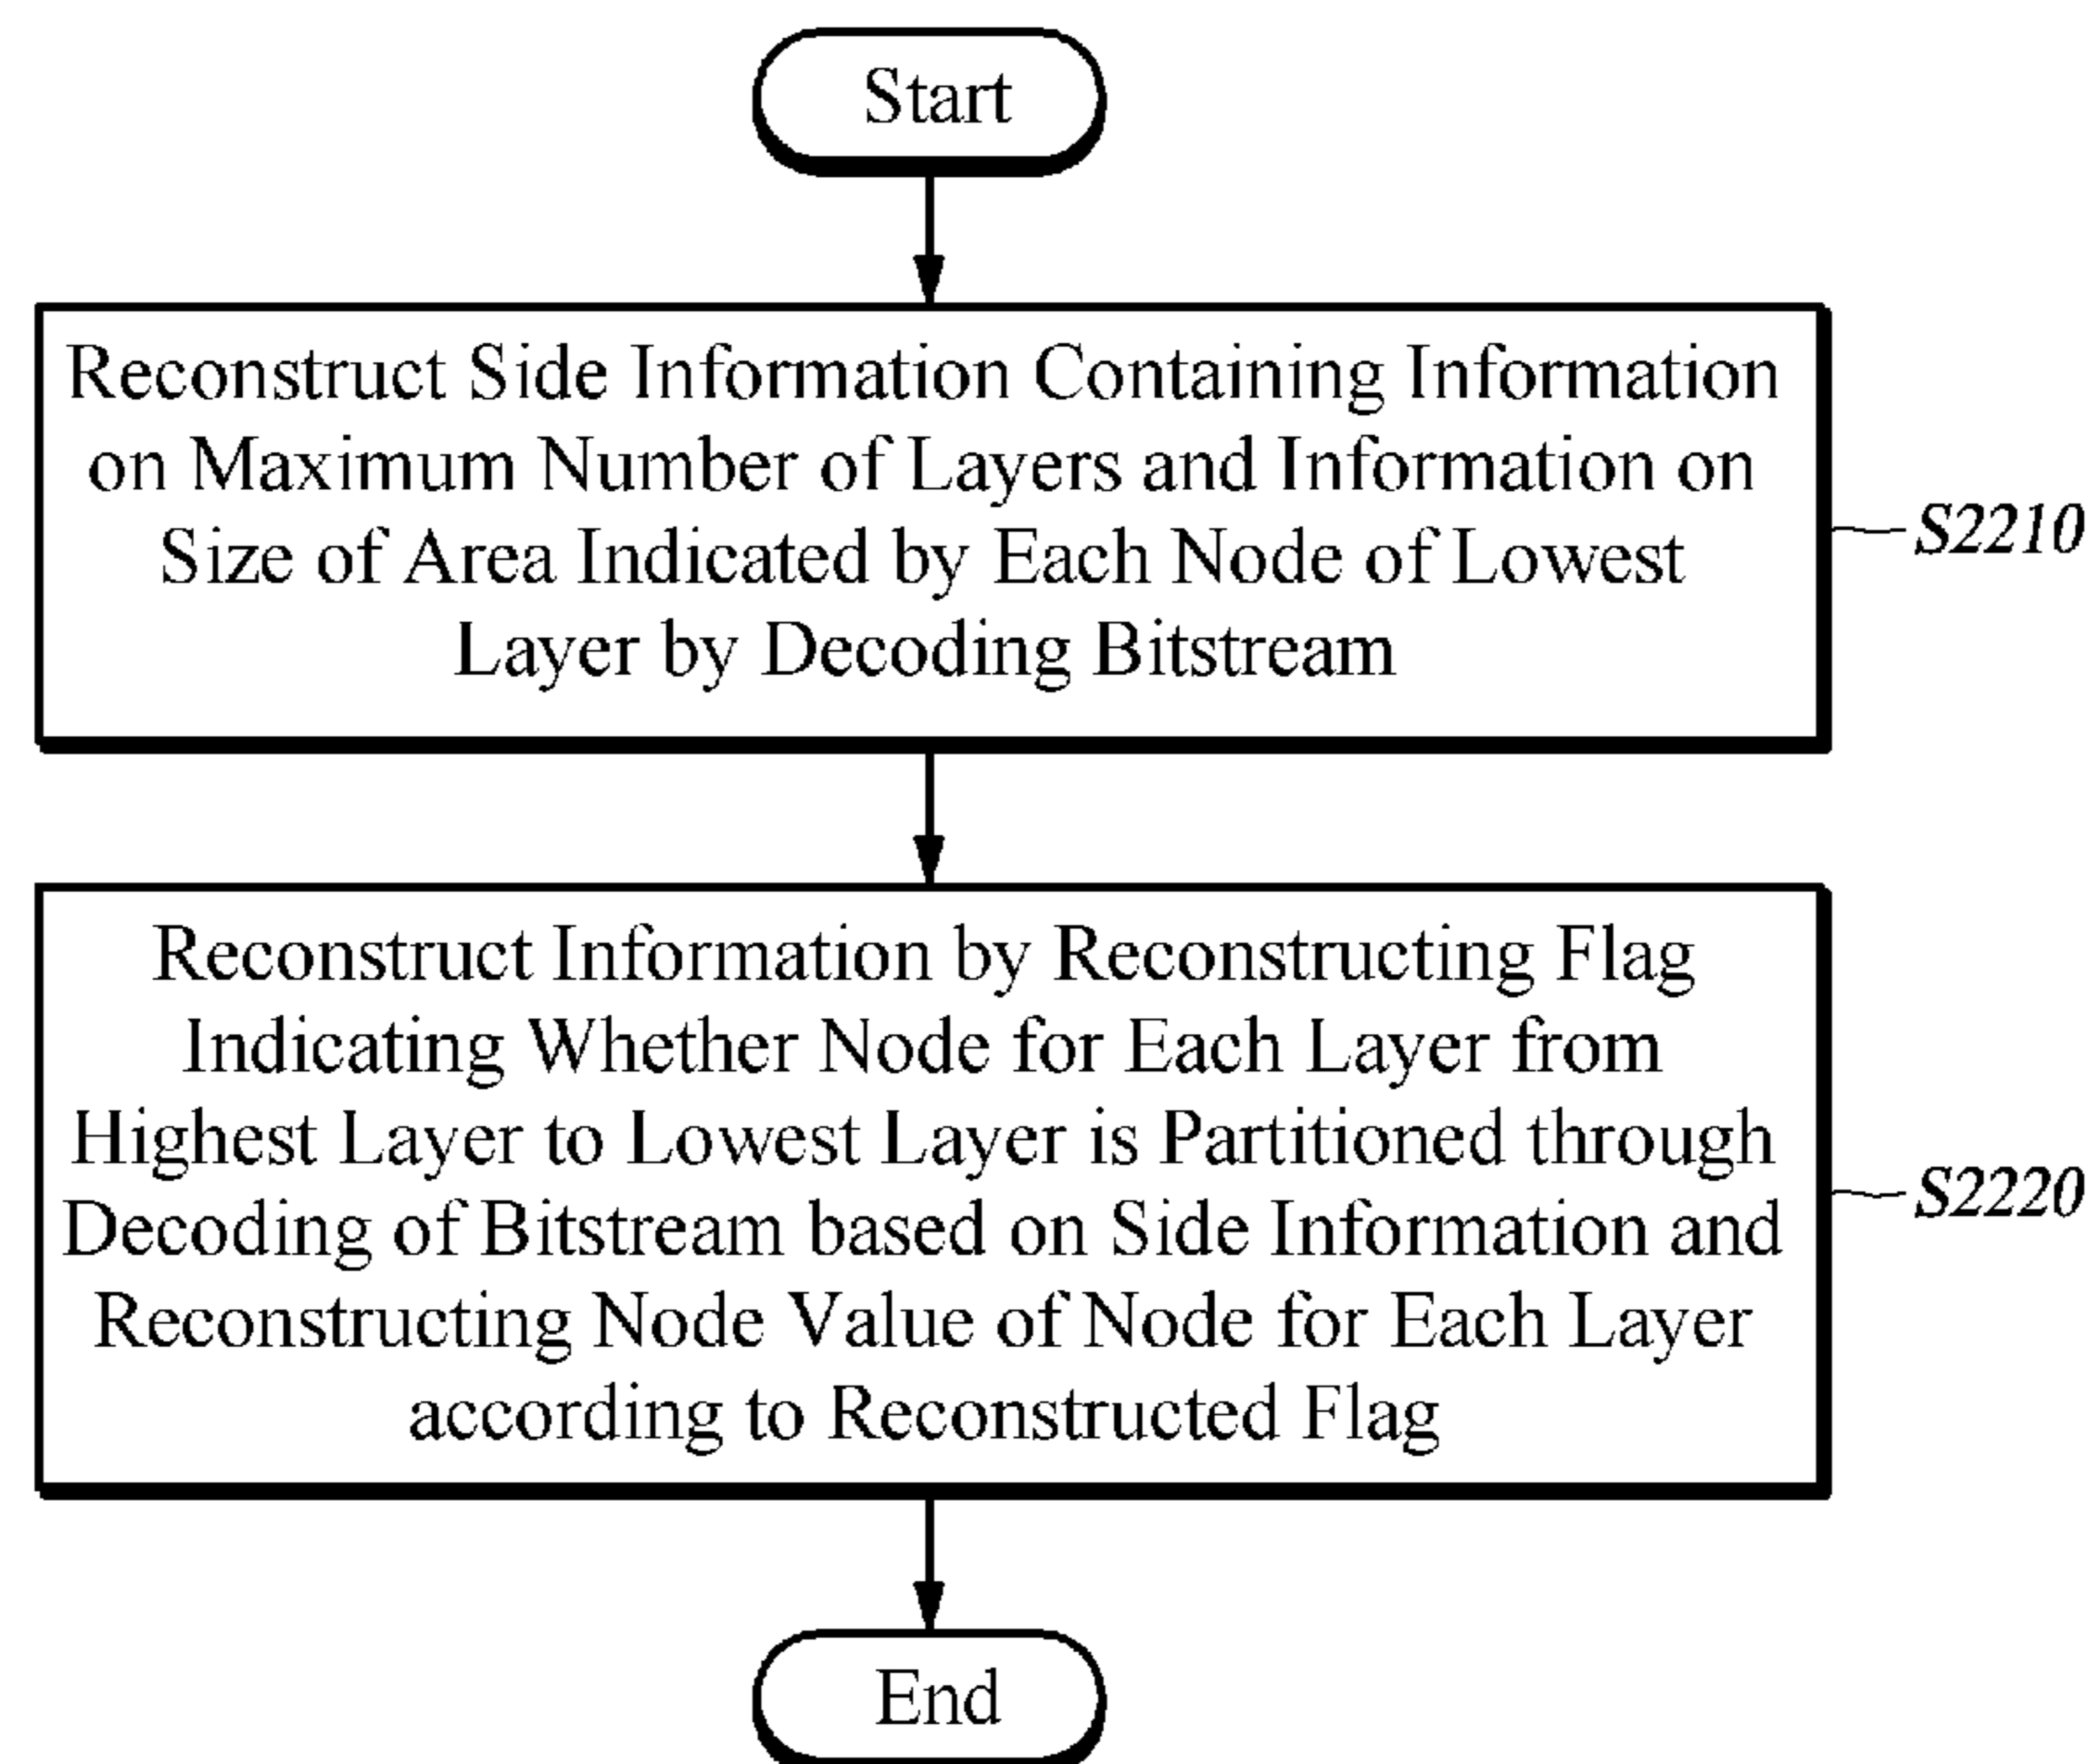 Start
Reconstruct Side Information Containing Information
on Maximum Number of Layers and Information on
Size of Area Indicated by Each Node of Lowest
Layer by Decoding Bitstream
S2210
Reconstruct Information by Reconstructing Flag
Indicating Whether Node for Each Layer from
Highest Layer to Lowest Layer is Partitioned through
Decoding of Bitstream based on Side Information and
Reconstructing Node Value of Node for Each Layer
according to Reconstructed Flag
S2220
End